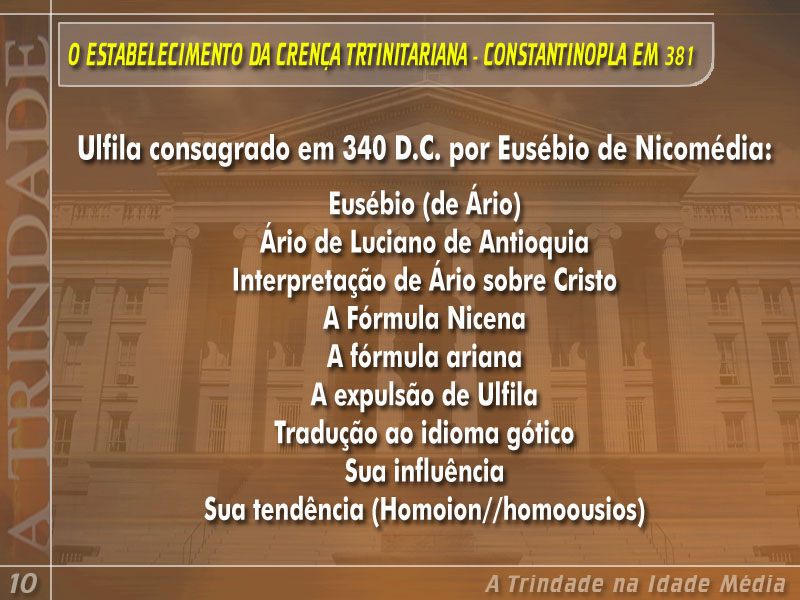 A TRINDADE
O ESTABELECIMENTO DA CRENÇA TRTINITARIANA - CONSTANTINOPLA EM 381
Ulfila consagrado em 340 D.C. por Eusébio de Nicomédia:
Eusébio (de Ário)
Ário de Luciano de Antioquia
Interpretação de Ário sobre Cristo
A Fórmula Nicena
A fórmula ariana
A expulsão de Ulfila
Tradução ao idioma gótico
Sua influência
Sua tendência (Homoion//homoousios)
10
A Trindade na Idade Média